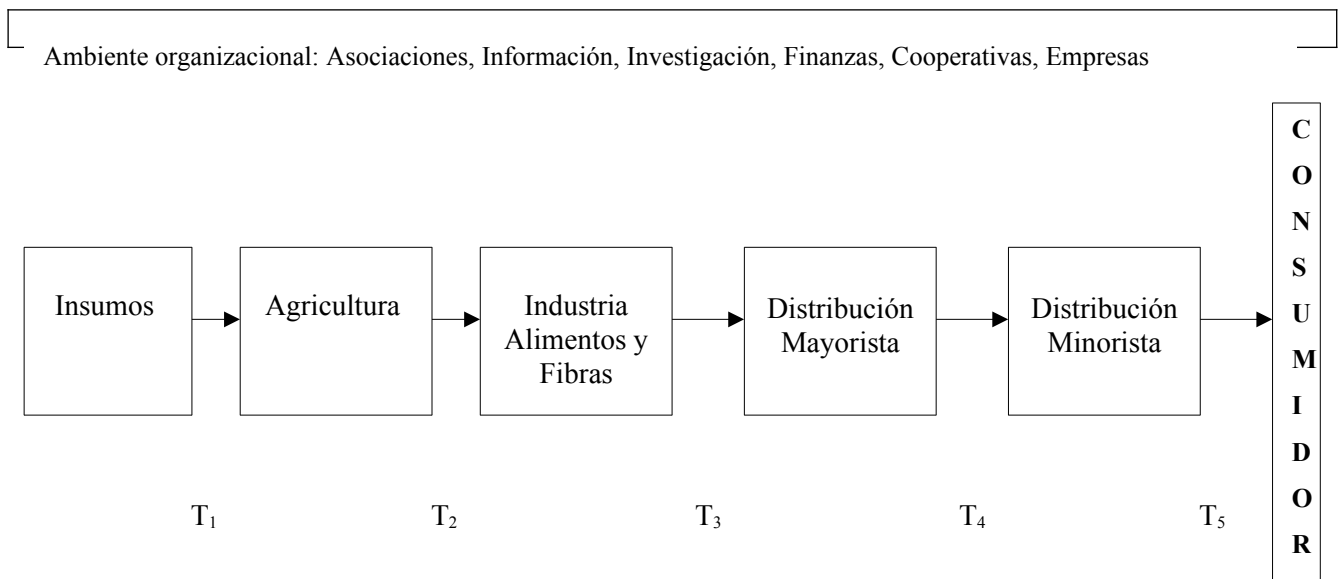 Ambiente organizacional: Asociaciones, Información, Investigación, Finanzas, Cooperativas, Empresas
Insumos
Agricultura
Industria
Alimentos y
Fibras
Distribución
Mayorista
Distribución
Minorista
C
O
N
S
U
M
I
D
O
R
T₁
T₂
T₃
T₄
T₅